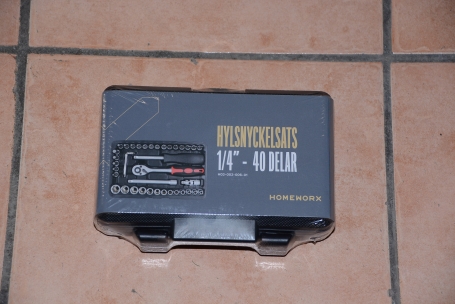 HYLSNYCKELSATS
1/4" - 40 DELAR
HOMEWORX